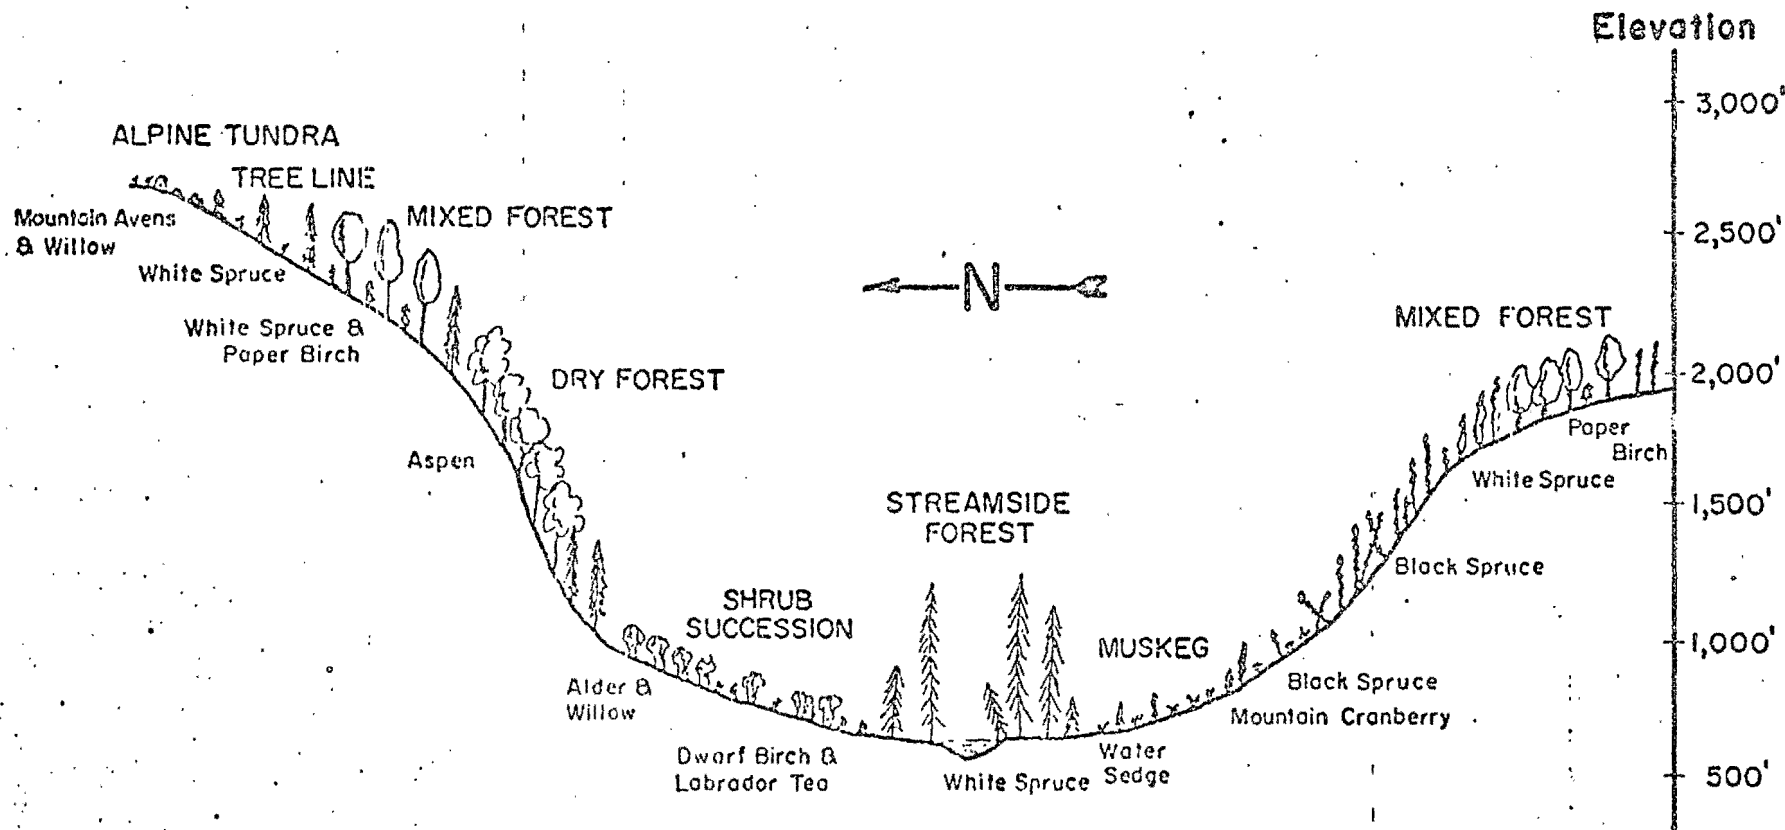 Elevation
3,000'
ALPINE TUNDRA
TREE LINE
Mountain Avens
& Willow
MIXED FOREST
2,500'
White Spruce
N
White Spruce &
Paper Birch
MIXED FOREST
DRY FOREST
2,000'
Aspen
Paper
Birch
White Spruce
STREAMSIDE
FOREST
1,500'
Black Spruce
SHRUB
SUCCESSION
MUSKEG
1,000'
Alder &
Willow
Black Spruce
Mountain Cranberry
Dwarf Birch &
Labrador Tea
White Spruce
Water
Sedge
500'